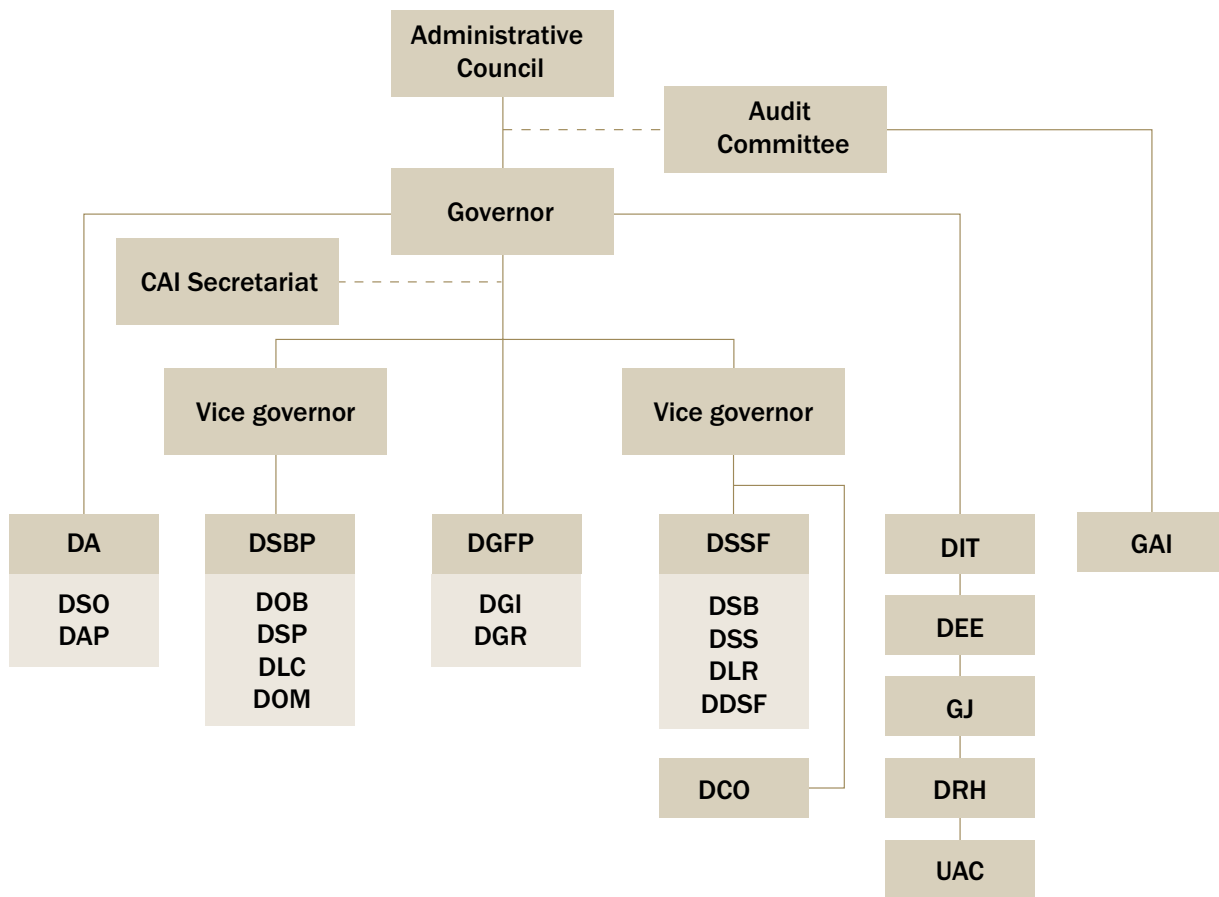 Administrative
Council
Audit
Committee
Governor
CAI Secretariat
Vice governor
Vice governor
DA
DSO
DAP
DSBP
DOB
DSP
DLC
DOM
DGFP
DGI
DGR
DSSF
DSB
DSS
DLR
DDSF
DCO
DIT
DEE
GJ
DRH
UAC
GAI